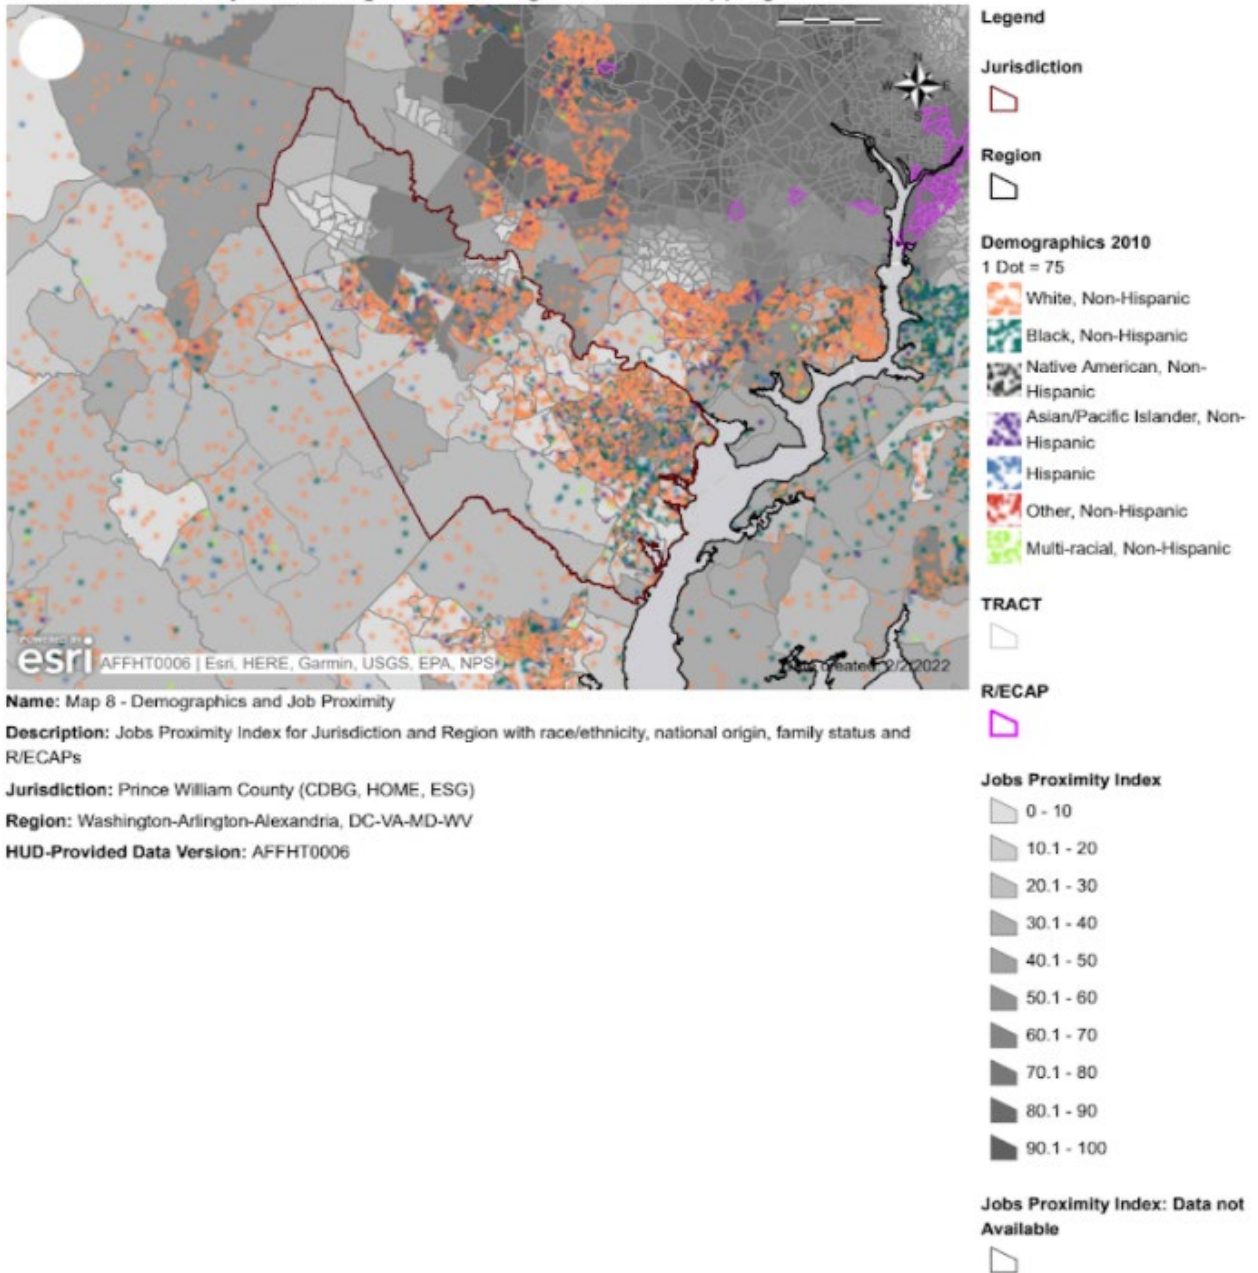 N
W
E
S
POWERED BY
esri
AFFHT0006 | Esri, HERE, Garmin, USGS, EPA, NPS
created: 2/2/2022
Name: Map 8 - Demographics and Job Proximity
Description: Jobs Proximity Index for Jurisdiction and Region with race/ethnicity, national origin, family status and
R/ECAPs
Jurisdiction: Prince William County (CDBG, HOME, ESG)
Region: Washington-Arlington-Alexandria, DC-VA-MD-WV
HUD-Provided Data Version: AFFHT0006
Legend
Jurisdiction
Region
Demographics 2010
1 Dot = 75
White, Non-Hispanic
Black, Non-Hispanic
Native American, Non-
Hispanic
Asian/Pacific Islander, Non-
Hispanic
Hispanic
Other, Non-Hispanic
Multi-racial, Non-Hispanic
TRACT
R/ECAP
Jobs Proximity Index
0 - 10
10.1 - 20
20.1 - 30
30.1 - 40
40.1 - 50
50.1 - 60
60.1 - 70
70.1 - 80
80.1 - 90
90.1 - 100
Jobs Proximity Index: Data not
Available